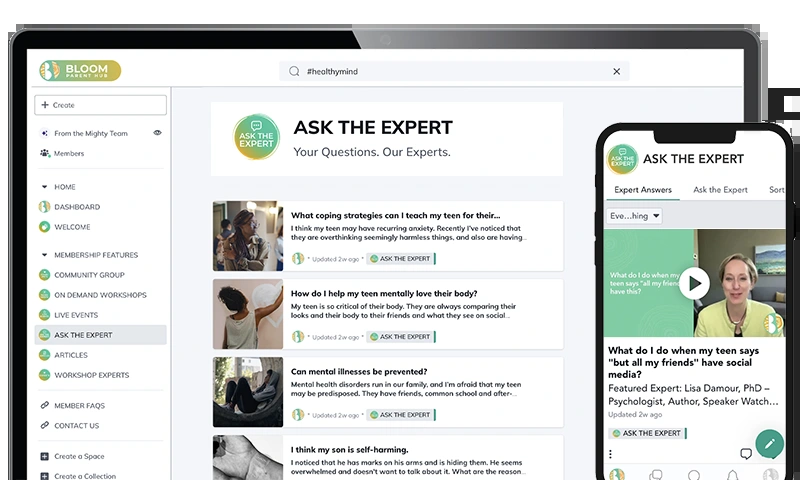 BLOOM
PARENT HUB
#healthymind
Create
From the Mighty Team
Members
HOME
DASHBOARD
WELCOME
MEMBERSHIP FEATURES
COMMUNITY GROUP
ON DEMAND WORKSHOPS
LIVE EVENTS
ASK THE EXPERT
ARTICLES
WORKSHOP EXPERTS
MEMBER FAQS
CONTACT US
Create a Space
Create a Collection
ASK THE
EXPERT
ASK THE EXPERT
Your Questions. Our Experts.
What coping strategies can I teach my teen for their...
I think my teen may have recurring anxiety. Recently I've noticed that
they are overthinking seemingly harmless things, and also are having...
* Updated 2w ago * ASK THE EXPERT
How do I help my teen mentally love their body?
My teen is so critical of their body. They are always comparing their
looks and their body to their friends and what they see on social...
* Updated 2w ago * ASK THE EXPERT
Can mental illnesses be prevented?
Mental health disorders run in our family, and I'm afraid that my teen
may be predisposed. They have friends, common school and after-...
* Updated 2w ago * ASK THE EXPERT
I think my son is self-harming.
I noticed that he has marks on his arms and is hiding them. He seems
overwhelmed and doesn't want to talk about it. What are the reason...
ASK THE
EXPERT
ASK THE EXPERT
Expert Answers Ask the Expert Sort
Eve...hing
What do I do when my
teen says "all my friends
have this?
What do I do when my teen says
"but all my friends" have social
media?
Featured Expert: Lisa Damour, PhD –
Psychologist, Author, Speaker Watch...
Updated 2w ago
ASK THE EXPERT